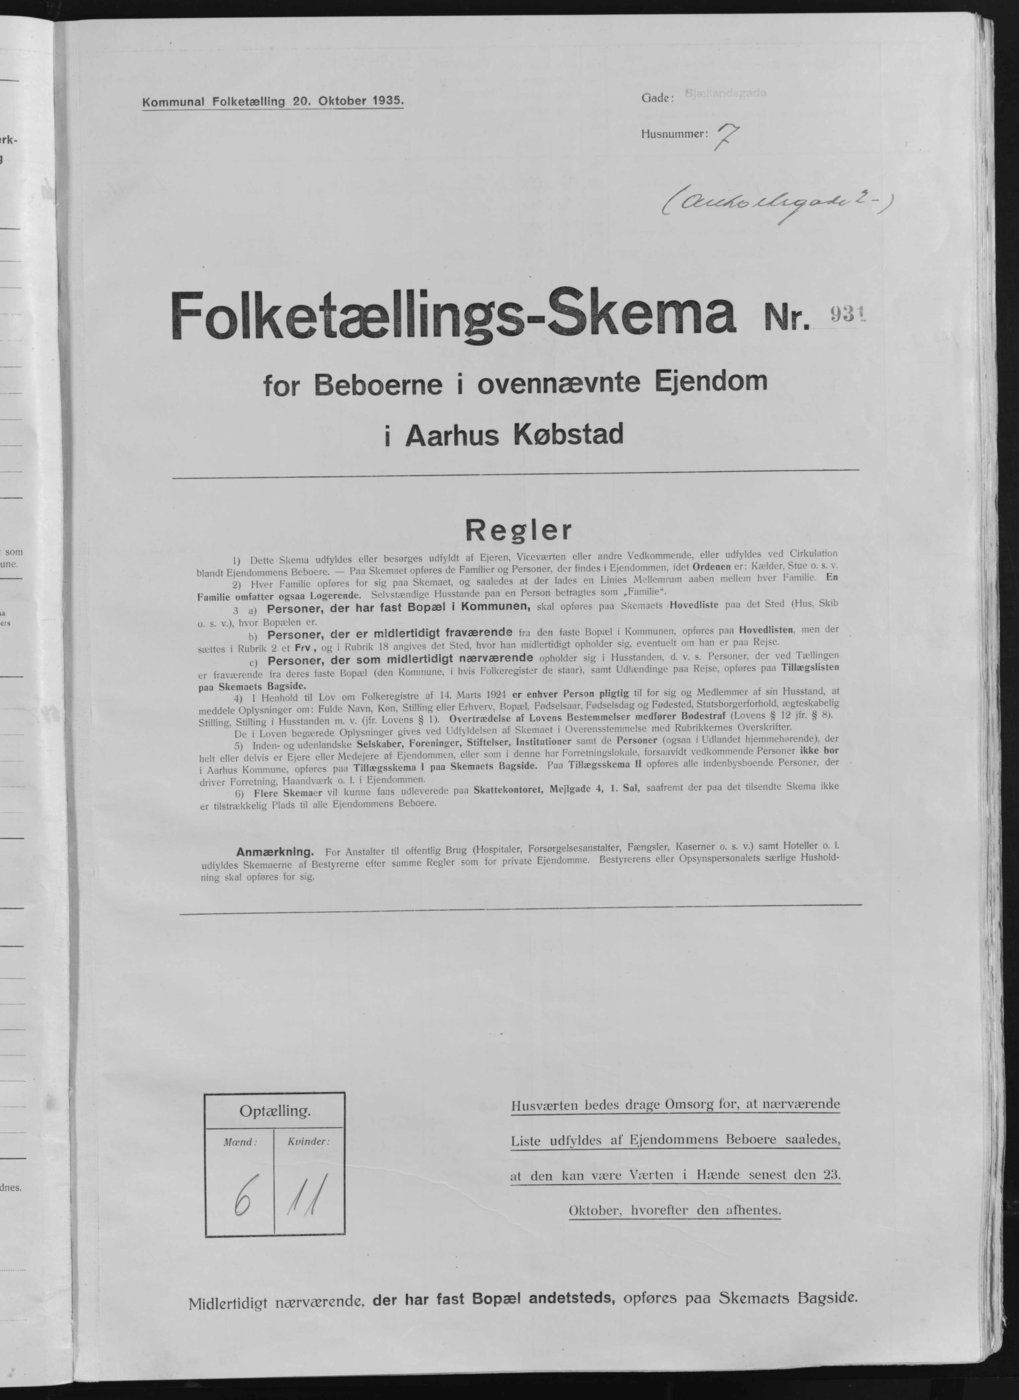 Kommunal Folketælling 20. Oktober 1935.
Gade: Sjællandsgade
Husnummer: 7
(Anholtsgade 2-)
Folketællings-Skema Nr. 931
for Beboerne i ovennævnte Ejendom
i Aarhus Købstad
Regler
1) Dette Skema udfyldes eller besørges udfyldt af Ejeren, Viceværten eller andre Vedkommende, eller udfyldes ved Cirkulation
blandt Ejendommens Beboere. — Paa Skemaet opføres de Familier og Personer, der findes i Ejendommen, idet Ordenen er: Kælder, Stue o. s. v.
2) Hver Familie opføres for sig paa Skemaet, og saaledes at der lades en Linies Mellemrum aaben mellem hver Familie. En
Familie omfatter ogsaa Logerende. Selvstændige Husstande paa en Person betragtes som „Familie“.
3 a) Personer, der har fast Bopæl i Kommunen, skal opføres paa Skemaets Hovedliste paa det Sted (Hus, Skib
o. s. v.), hvor Bopælen er.
b) Personer, der er midlertidigt fraværende fra den faste Bopæl i Kommunen, opføres paa Hovedlisten, men der
sættes i Rubrik 2 et Frv., og i Rubrik 18 angives det Sted, hvor han midlertidigt opholder sig, eventuelt om han er paa Rejse.
c) Personer, der som midlertidigt nærværende opholder sig i Husstanden, d. v. s. Personer, der ved Tællingen
er fraværende fra deres faste Bopæl (den Kommune, i hvis Folkeregister de staar), samt Udlændinge paa Rejse, opføres paa Tillægslisten
paa Skemaets Bagside.
4) I Henhold til Lov om Folkeregistre af 14. Marts 1924 er enhver Person pligtig til for sig og Medlemmer af sin Husstand, at
meddele Oplysninger om: Fulde Navn, Køn, Stilling eller Erhverv, Bopæl, Fødselsaar, Fødselsdag og Fødested, Statsborgerforhold, ægteskabelig
Stilling, Stilling i Husstanden m. v. (jfr. Lovens § 1). Overtrædelse af Lovens Bestemmelser medfører Bødestraf (Lovens § 12 jfr. § 8).
De i Loven begærede Oplysninger gives ved Udfyldelsen af Skemaet i Overensstemmelse med Rubrikkernes Overskrifter.
5) Inden- og udenlandske Selskaber, Foreninger, Stiftelser, Institutioner samt de Personer (ogsaa i Udlandet hjemmehørende), der
helt eller delvis er Ejere eller Medejere af Ejendommen, eller som i denne har Forretningslokale, forsaavidt vedkommende Personer ikke bor
i Aarhus Kommune, opføres paa Tillægsskema I paa Skemaets Bagside. Paa Tillægsskema II opføres alle indenbysboende Personer, der
driver Forretning, Haandværk o. l. i Ejendommen.
6) Flere Skemaer vil kunne faas udleverede paa Skattekontoret, Mejlgade 4, 1. Sal, saafremt der paa det tilsendte Skema ikke
er tilstrækkelig Plads til alle Ejendommens Beboere.
Anmærkning. For Anstalter til offentlig Brug (Hospitaler, Forsørgelsesanstalter, Fængsler, Kaserner o. s. v.) samt Hoteller o. l.
udfyldes Skemaerne af Bestyrerne efter samme Regler som for private Ejendomme. Bestyrerens eller Opsynspersonalets særlige Hushold-
ning skal opføres for sig.
Optælling.
Mænd: Kvinder:
6 11
Husværten bedes drage Omsorg for, at nærværende
Liste udfyldes af Ejendommens Beboere saaledes,
at den kan være Værten i Hænde senest den 23.
Oktober, hvorefter den afhentes.
Midlertidigt nærværende, der har fast Bopæl andetsteds, opføres paa Skemaets Bagside.